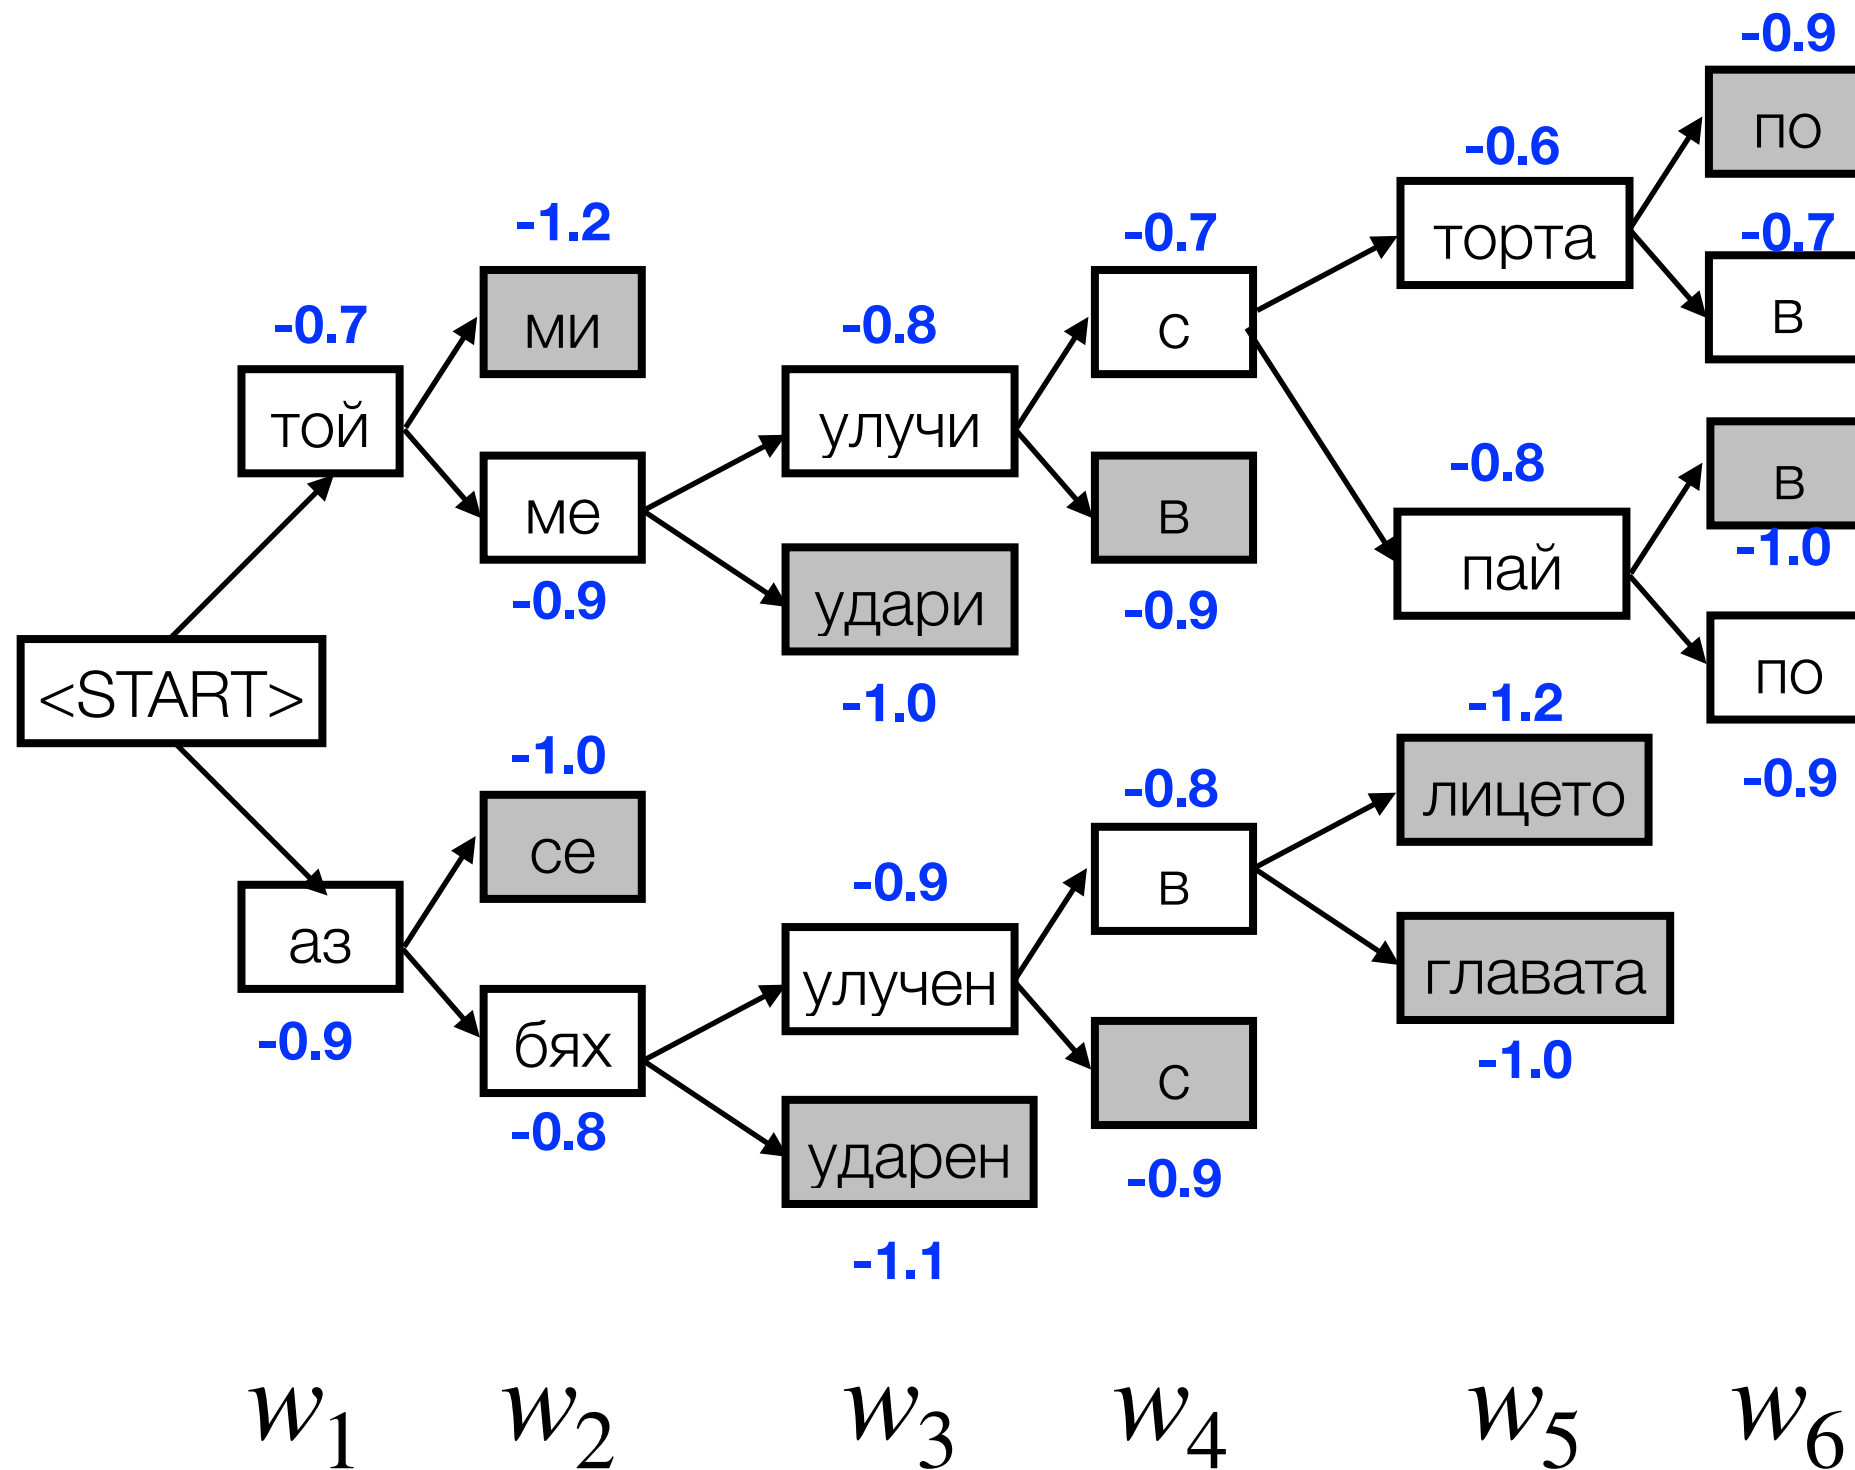 -0.9
по
-0.6
торта
-0.7
в
-1.2
ми
-0.7
с
-0.7
той
-0.8
улучи
ме
-0.9
в
-0.9
-0.8
пай
в
-1.0
удари
-1.0
по
-0.9
<START>
-1.0
се
-0.8
в
-1.2
лицето
аз
-0.9
-0.9
улучен
главата
-1.0
бях
-0.8
с
-0.9
ударен
-1.1
w1 w2 w3 w4 w5 w6